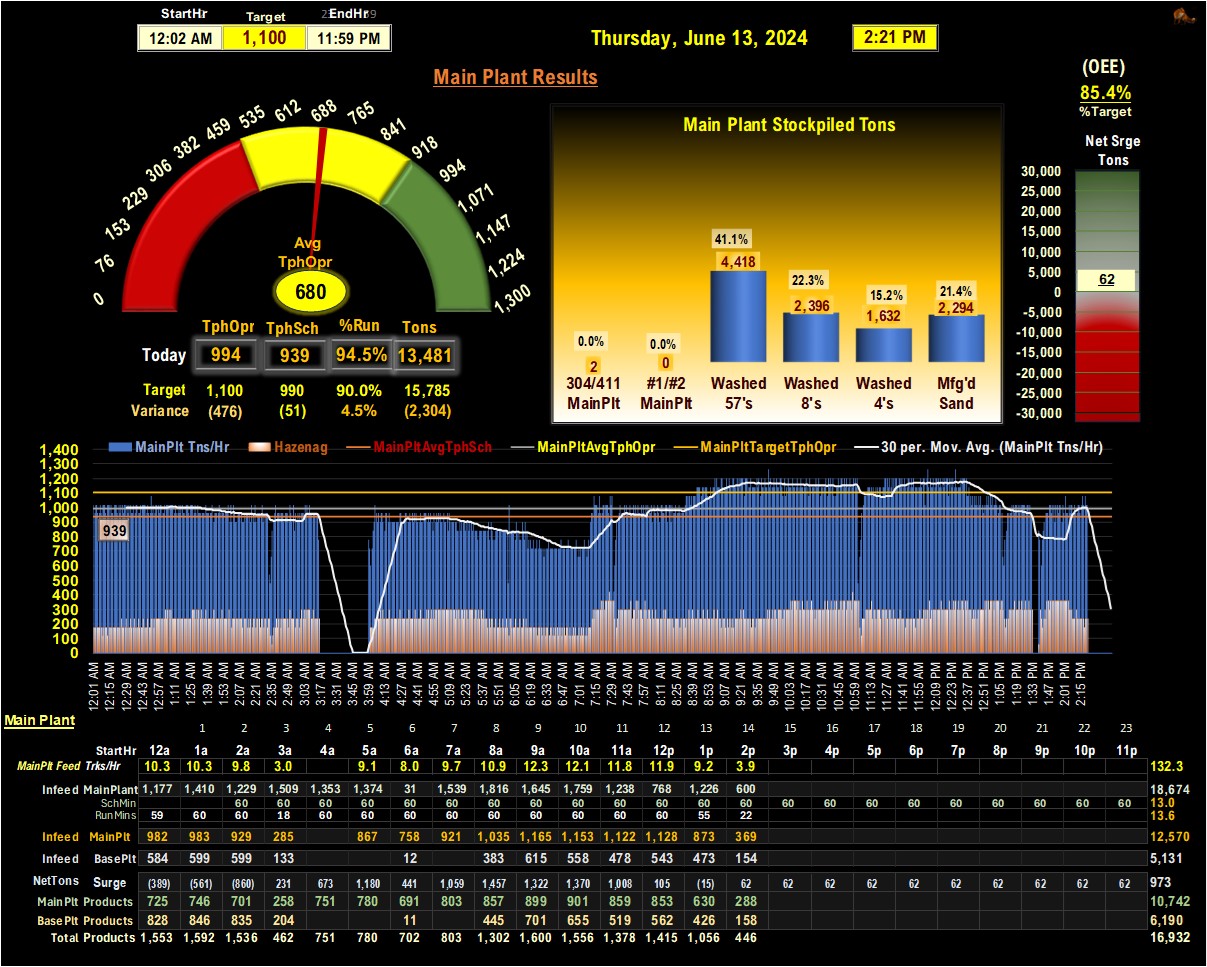 StartHr Target EndHr
12:02 AM 1,100 11:59 PM
Thursday, June 13, 2024 2:21 PM
Main Plant Results
(OEE)
85.4%
%Target
Net Srge
Tons
30,000
25,000
20,000
15,000
10,000
5,000
62
0
-5,000
-10,000
-15,000
-20,000
-25,000
-30,000
0 76 153 229 306 382 459 535 612 688 765 841 918 994 1,071 1,147 1,224 1,300
Avg
TphOpr
680
TphOpr TphSch %Run Tons
Today 994 939 94.5% 13,481
Target 1,100 990 90.0% 15,785
Variance (476) (51) 4.5% (2,304)
Main Plant Stockpiled Tons
0.0% 0.0% 41.1% 22.3% 15.2% 21.4%
2 0 4,418 2,396 1,632 2,294
304/411 #1/#2 Washed Washed Washed Mfg'd
MainPlt MainPlt 57's 8's 4's Sand
MainPlt Tns/Hr Hazenag MainPltAvgTphSch MainPltAvgTphOpr MainPltTargetTphOpr 30 per. Mov. Avg. (MainPlt Tns/Hr)
1,400
1,300
1,200
1,100
1,000
900
800
700
600
500
400
300
200
100
0
939
12:01 AM 12:15 AM 12:29 AM 12:43 AM 12:57 AM 1:11 AM 1:25 AM 1:39 AM 1:53 AM 2:07 AM 2:21 AM 2:35 AM 2:49 AM 3:03 AM 3:17 AM 3:31 AM 3:45 AM 3:59 AM 4:13 AM 4:27 AM 4:41 AM 4:55 AM 5:09 AM 5:23 AM 5:37 AM 5:51 AM 6:05 AM 6:19 AM 6:33 AM 6:47 AM 7:01 AM 7:15 AM 7:29 AM 7:43 AM 7:57 AM 8:11 AM 8:25 AM 8:39 AM 8:53 AM 9:07 AM 9:21 AM 9:35 AM 9:49 AM 10:03 AM 10:17 AM 10:31 AM 10:45 AM 10:59 AM 11:13 AM 11:27 AM 11:41 AM 11:55 AM 12:09 PM 12:23 PM 12:37 PM 12:51 PM 1:05 PM 1:19 PM 1:33 PM 1:47 PM 2:01 PM 2:15 PM
Main Plant
1 2 3 4 5 6 7 8 9 10 11 12 13 14 15 16 17 18 19 20 21 22 23
StartHr 12a 1a 2a 3a 4a 5a 6a 7a 8a 9a 10a 11a 12p 1p 2p 3p 4p 5p 6p 7p 8p 9p 10p 11p
MainPlt Feed Trks/Hr 10.3 10.3 9.8 3.0 9.1 8.0 9.7 10.9 12.3 12.1 11.8 11.9 9.2 3.9 132.3
Infeed MainPlant 1,177 1,410 1,229 1,509 1,353 1,374 31 1,539 1,816 1,645 1,759 1,238 768 1,226 600 18,674
SchMin 60 60 60 60 60 60 60 60 60 60 60 60 60 60 60 60 60 60 60 60 60 60 13.0
RunMins 59 60 60 18 60 60 60 60 60 60 60 60 55 22 13.6
Infeed MainPlt 982 983 929 285 867 758 921 1,035 1,165 1,153 1,122 1,128 873 369 12,570
Infeed BasePlt 584 599 599 133 12 383 615 558 478 543 473 154 5,131
NetTons Surge (389) (561) (860) 231 673 1,180 441 1,059 1,457 1,322 1,370 1,008 105 (15) 62 62 62 62 62 62 62 62 62 62 973
MainPlt Products 725 746 701 258 751 780 691 803 857 899 901 859 853 630 288 10,742
BasePlt Products 828 846 835 204 11 445 701 655 519 562 426 158 6,190
Total Products 1,553 1,592 1,536 462 751 780 702 803 1,302 1,600 1,556 1,378 1,415 1,056 446 16,932